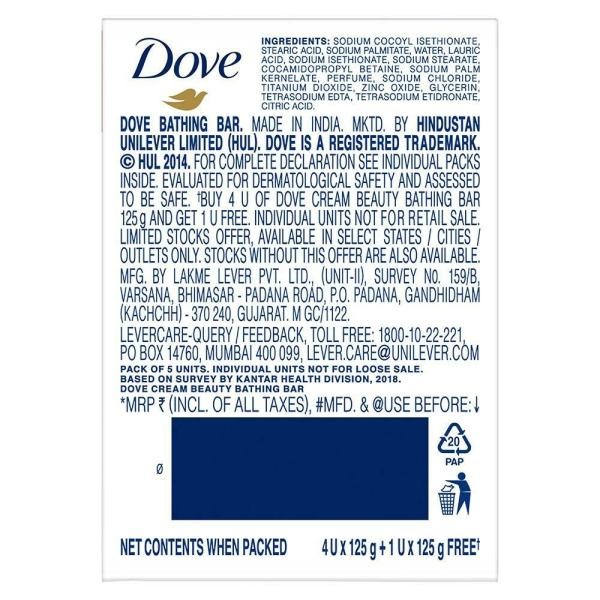 Dove
INGREDIENTS: SODIUM COCOYL ISETHIONATE,
STEARIC ACID, SODIUM PALMITATE, WATER, LAURIC
ACID, SODIUM ISETHIONATE, SODIUM STEARATE,
COCAMIDOPROPYL BETAINE, SODIUM PALM
KERNELATE, PERFUME, SODIUM CHLORIDE,
TITANIUM DIOXIDE, ZINC OXIDE, GLYCERIN,
TETRASODIUM EDTA, TETRASODIUM ETIDRONATE,
CITRIC ACID.
DOVE BATHING BAR. MADE IN INDIA. MKTD. BY HINDUSTAN
UNILEVER LIMITED (HUL). DOVE IS A REGISTERED TRADEMARK.
© HUL 2014. FOR COMPLETE DECLARATION SEE INDIVIDUAL PACKS
INSIDE. EVALUATED FOR DERMATOLOGICAL SAFETY AND ASSESSED
TO BE SAFE. †BUY 4 U OF DOVE CREAM BEAUTY BATHING BAR
125 g AND GET 1 U FREE. INDIVIDUAL UNITS NOT FOR RETAIL SALE.
LIMITED STOCKS OFFER, AVAILABLE IN SELECT STATES / CITIES /
OUTLETS ONLY. STOCKS WITHOUT THIS OFFER ARE ALSO AVAILABLE.
MFG. BY LAKME LEVER PVT. LTD., (UNIT-II), SURVEY No. 159/B,
VARSANA, BHIMASAR - PADANA ROAD, P.O. PADANA, GANDHIDHAM
(KACHCHH) - 370 240, GUJARAT. M GC/1122.
LEVERCARE-QUERY / FEEDBACK, TOLL FREE: 1800-10-22-221,
PO BOX 14760, MUMBAI 400 099, LEVER.CARE@UNILEVER.COM
PACK OF 5 UNITS. INDIVIDUAL UNITS NOT FOR LOOSE SALE.
BASED ON SURVEY BY KANTAR HEALTH DIVISION, 2018.
DOVE CREAM BEAUTY BATHING BAR
*MRP ₹ (INCL. OF ALL TAXES), #MFD. & @USE BEFORE:↓
20
PAP
Ø
NET CONTENTS WHEN PACKED 4 U x 125 g + 1 U x 125 g FREE†